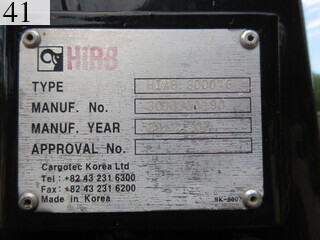 41
HIAB
TYPE HIAB
MANUF. No.
MANUF. YEAR
APPROVAL No.
Cargotec Korea Ltd
Tel : +82 43 231 6300
Fax : +82 43 231 6200
Made in Korea